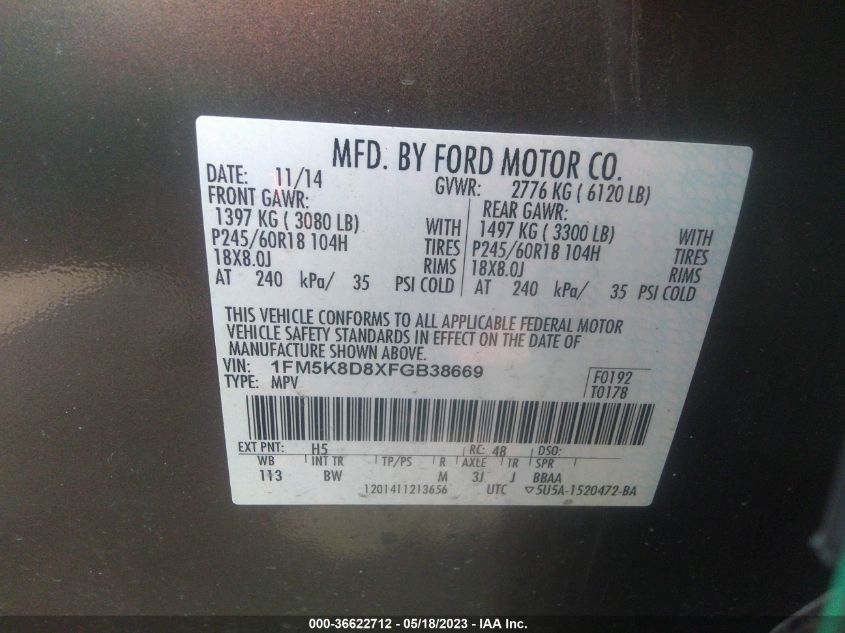 MFD. BY FORD MOTOR CO.
DATE: 11/14
GVWR: 2776 KG ( 6120 LB)
FRONT GAWR:
1397 KG ( 3080 LB) WITH
P245/60R18 104H TIRES
18X8.0J RIMS
AT 240 kPa/ 35 PSI COLD
REAR GAWR:
1497 KG ( 3300 LB) WITH
P245/60R18 104H TIRES
18X8.0J RIMS
AT 240 kPa/ 35 PSI COLD
THIS VEHICLE CONFORMS TO ALL APPLICABLE FEDERAL MOTOR
VEHICLE SAFETY STANDARDS IN EFFECT ON THE DATE OF
MANUFACTURE SHOWN ABOVE.
VIN: 1FM5K8D8XFGB38669
TYPE: MPV
F0192
T0178
EXT PNT: H5 RC: 48 DSO:
WB INT TR TP/PS R AXLE TR SPR
113 BW M 3J J BBAA
1201411213656 UTC ▽5U5A-1520472-BA
000-36622712 - 05/18/2023 - IAA Inc.